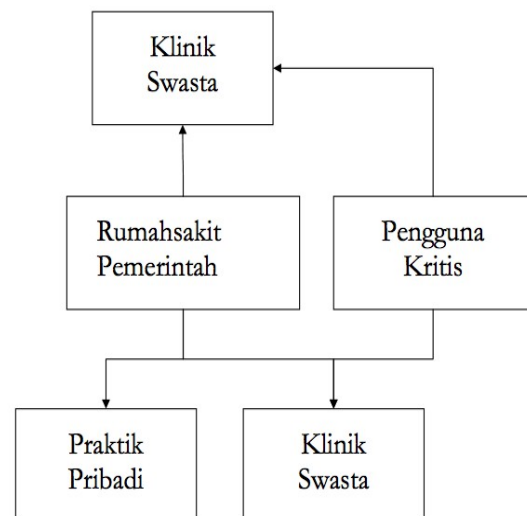 Klinik
Swasta
Rumahsakit
Pemerintah
Pengguna
Kritis
Praktik
Pribadi
Klinik
Swasta